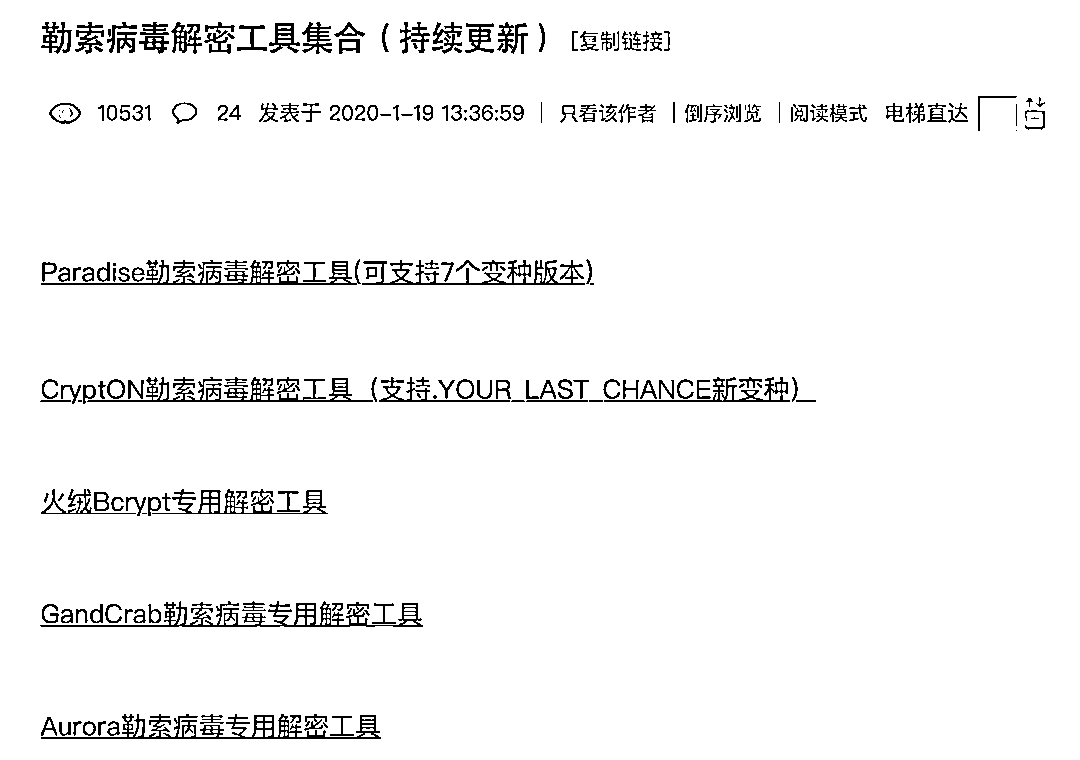 勒索病毒解密工具集合（持续更新） [复制链接]
10531 24 发表于 2020-1-19 13:36:59 | 只看该作者 | 倒序浏览 | 阅读模式 电梯直达
Paradise勒索病毒解密工具(可支持7个变种版本)
CryptON勒索病毒解密工具（支持.YOUR_LAST_CHANCE新变种）
火绒Bcrypt专用解密工具
GandCrab勒索病毒专用解密工具
Aurora勒索病毒专用解密工具